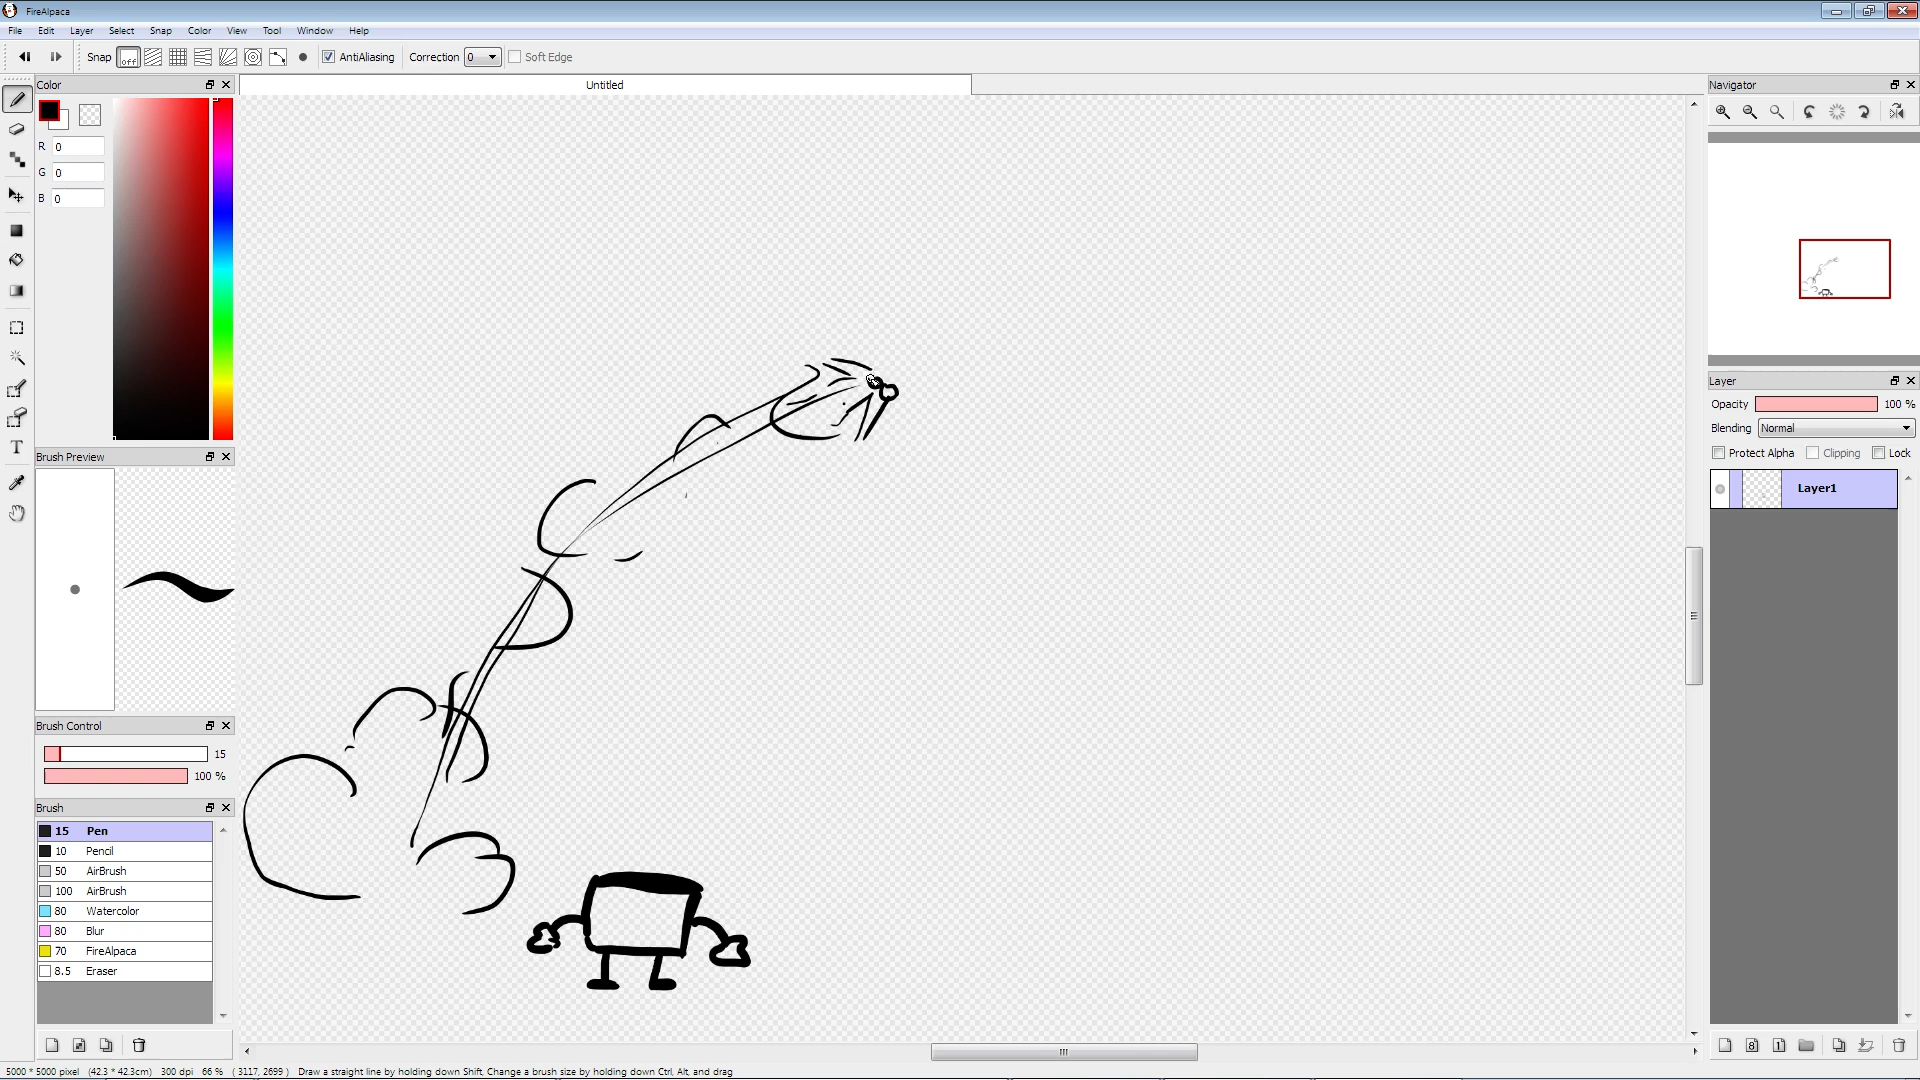 FireAlpaca
File Edit Layer Select Snap Color View Tool Window Help
Snap off AntiAliasing Correction 0 Soft Edge
Color
Untitled
Navigator
R 0
G 0
B 0
Layer
Opacity 100 %
Blending Normal
Protect Alpha Clipping Lock
Layer1
Brush Preview
Brush Control
15
100 %
Brush
15 Pen
10 Pencil
50 AirBrush
100 AirBrush
80 Watercolor
80 Blur
70 FireAlpaca
8.5 Eraser
8 1
5000 * 5000 pixel (42.3 * 42.3cm) 300 dpi 66 % ( 3117, 2699 ) Draw a straight line by holding down Shift, Change a brush size by holding down Ctrl, Alt, and drag